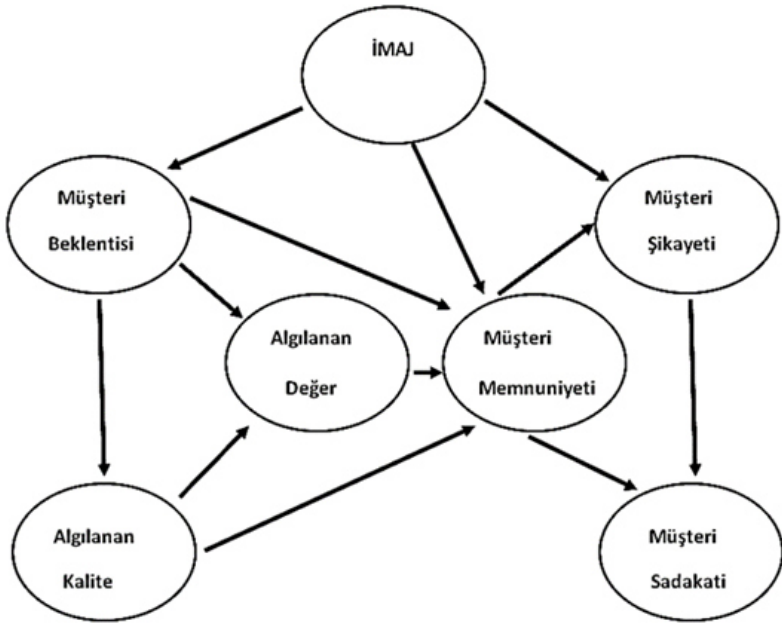 İMAJ
Müşteri
Beklentisi
Müşteri
Şikayeti
Algılanan
Değer
Müşteri
Memnuniyeti
Algılanan
Kalite
Müşteri
Sadakati